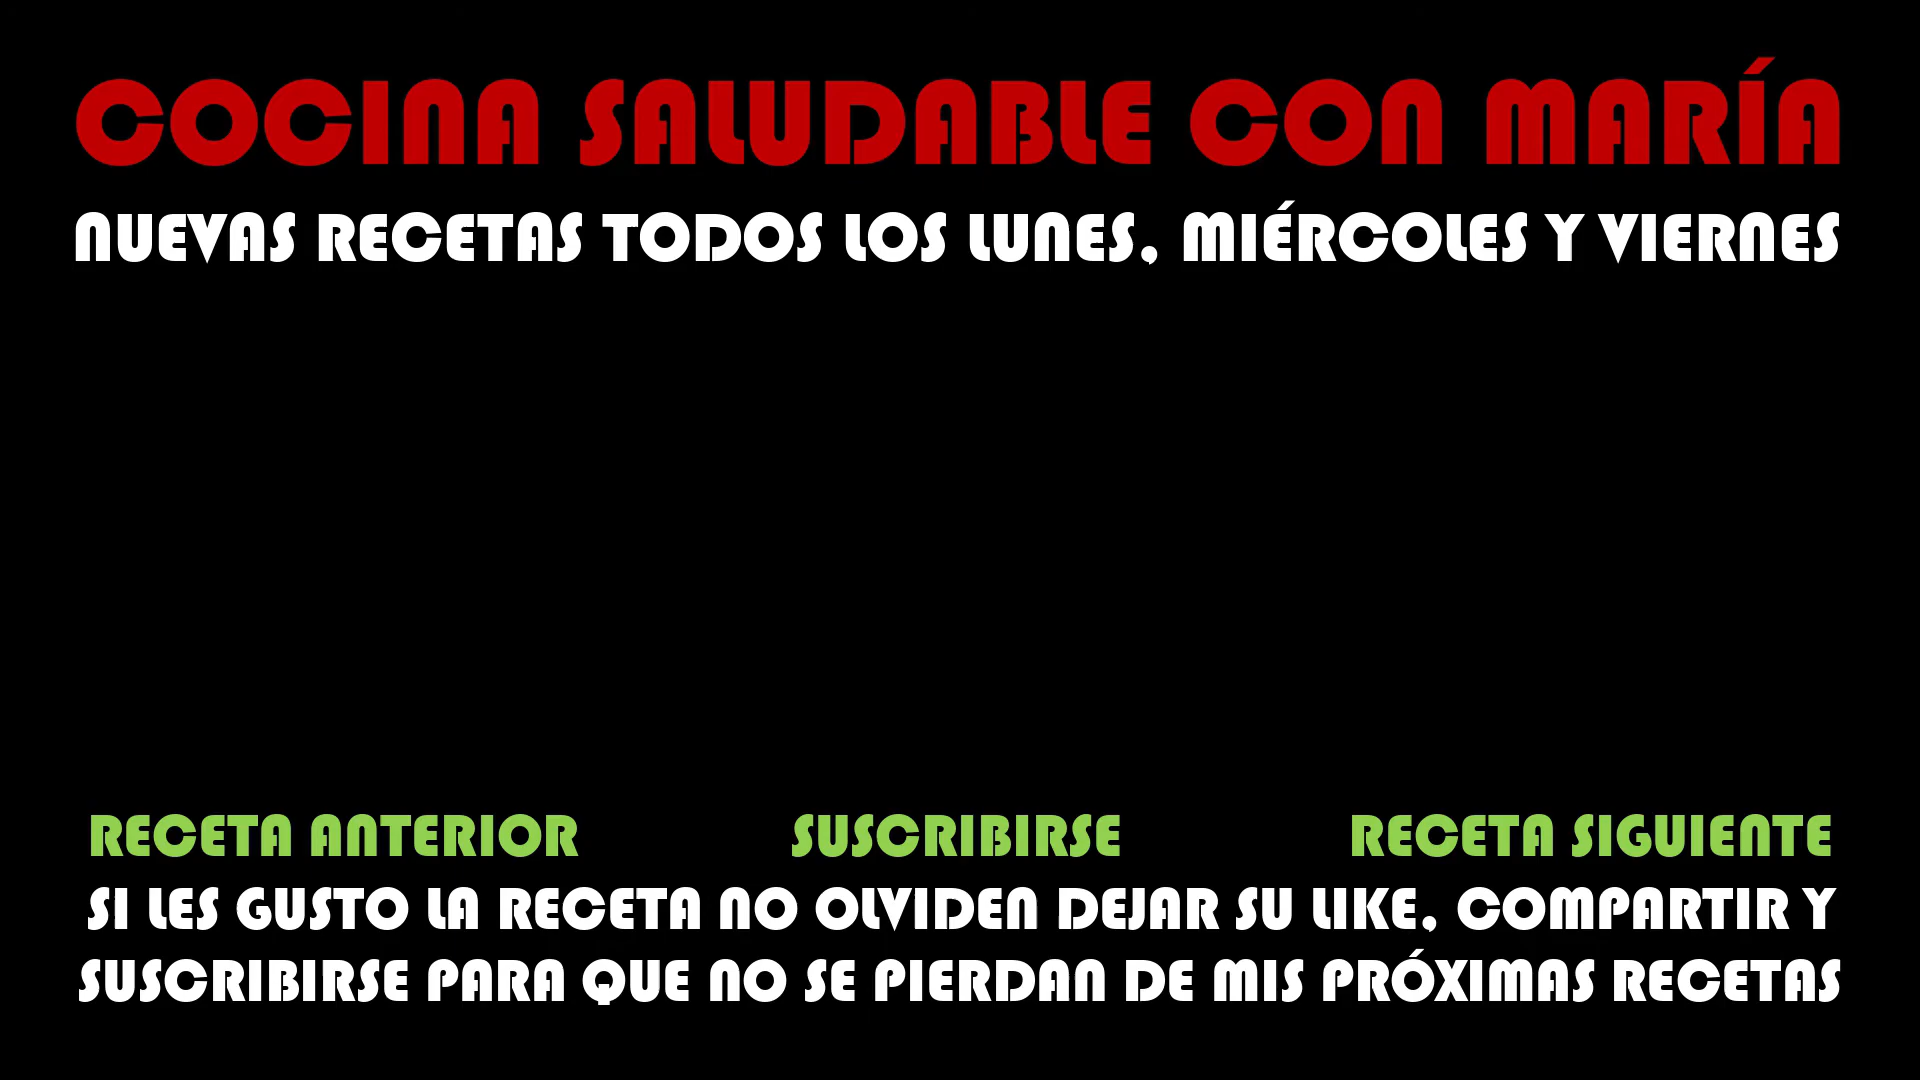 COCINA SALUDABLE CON MARÍA
NUEVAS RECETAS TODOS LOS LUNES, MIÉRCOLES Y VIERNES
RECETA ANTERIOR SUSCRIBIRSE RECETA SIGUIENTE
SI LES GUSTO LA RECETA NO OLVIDEN DEJAR SU LIKE, COMPARTIR Y
SUSCRIBIRSE PARA QUE NO SE PIERDAN DE MIS PRÓXIMAS RECETAS